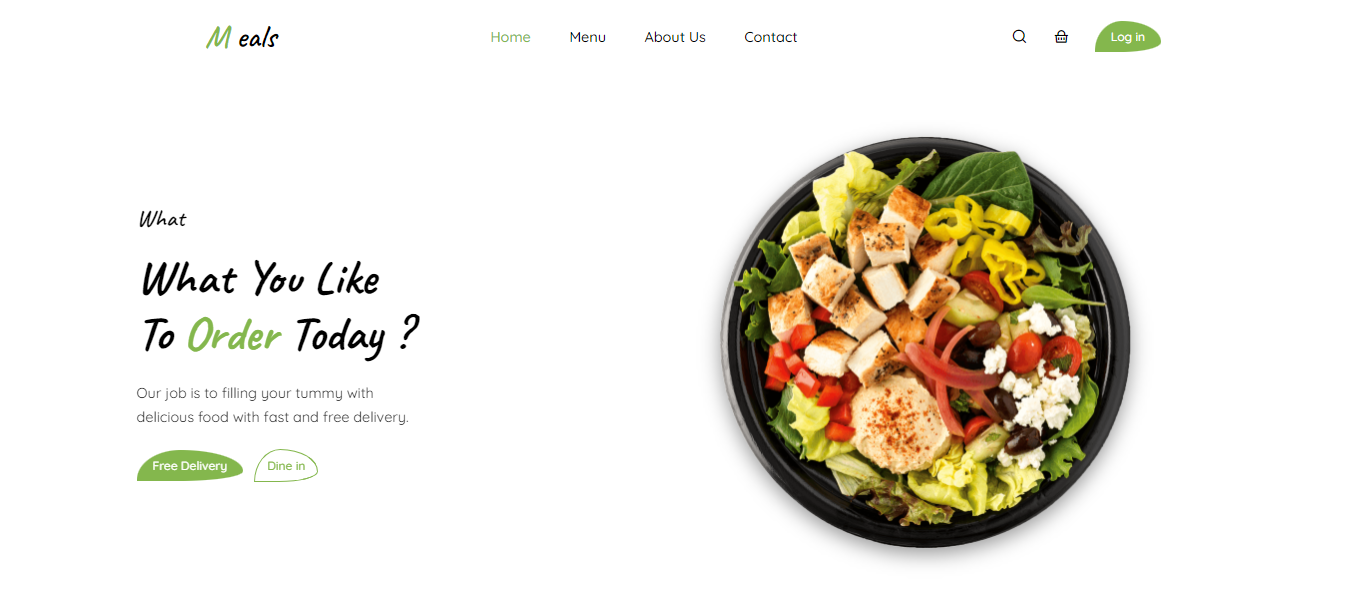 M eals
Home Menu About Us Contact
Log in
What
What You Like
To Order Today ?
Our job is to filling your tummy with
delicious food with fast and free delivery.
Free Delivery Dine in